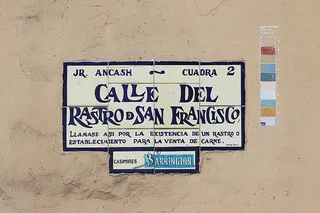 JR. ANCASH ~ CUADRA 2
CALLE DEL
RASTRO D SAN FRANCISCO
LLAMASE ASI POR LA EXISTENCIA DE UN RASTRO O
ESTABLECIMIENTO PARA LA VENTA DE CARNE.
CASIMIRES BARRINGTON